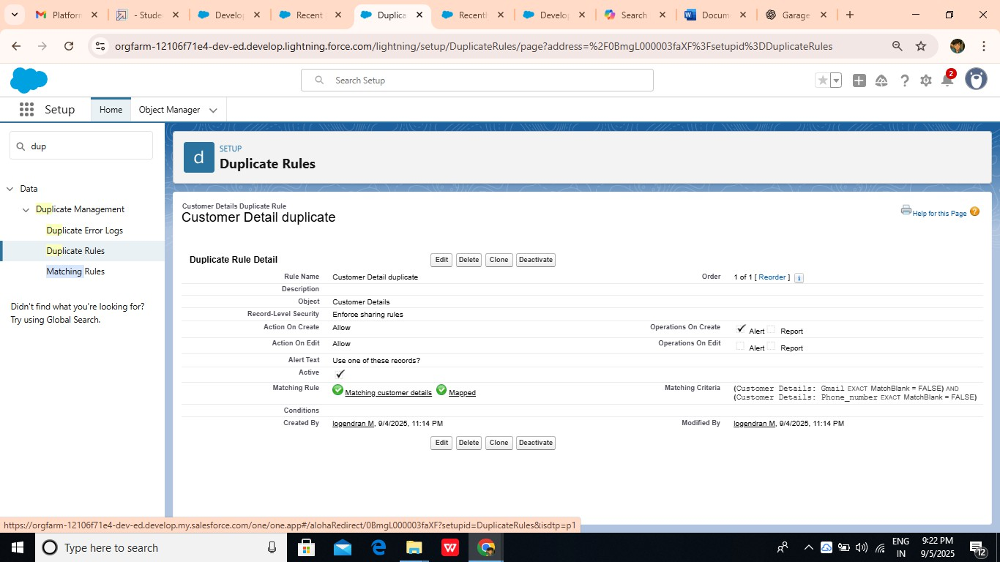 Platform
- Stude
Develo
Recent
Duplica
Recentl
Develo
Search
Docum
Garage
orgfarm-12106f71e4-dev-ed.develop.lightning.force.com/lightning/setup/DuplicateRules/page?address=%2F0BmgL000003faXF%3Fsetupid%3DDuplicateRules
Search Setup
2
Setup
Home
Object Manager
dup
Data
Duplicate Management
Duplicate Error Logs
Duplicate Rules
Matching Rules
Didn't find what you're looking for?
Try using Global Search.
d
SETUP
Duplicate Rules
Customer Details Duplicate Rule
Customer Detail duplicate
Help for this Page ?
Duplicate Rule Detail
Edit Delete Clone Deactivate
Rule Name Customer Detail duplicate Order 1 of 1 [ Reorder ] i
Description
Object Customer Details
Record-Level Security Enforce sharing rules
Action On Create Allow Operations On Create Alert Report
Action On Edit Allow Operations On Edit Alert Report
Alert Text Use one of these records?
Active
Matching Rule Matching customer details Mapped Matching Criteria (Customer Details: Gmail EXACT MatchBlank = FALSE) AND
(Customer Details: Phone_number EXACT MatchBlank = FALSE)
Conditions
Created By logendran M, 9/4/2025, 11:14 PM Modified By logendran M, 9/4/2025, 11:14 PM
Edit Delete Clone Deactivate
https://orgfarm-12106f71e4-dev-ed.develop.my.salesforce.com/one/one.app#/alohaRedirect/0BmgL000003faXF?setupid=DuplicateRules&isdtp=p1
Type here to search
ENG
IN
9:22 PM
9/5/2025
12